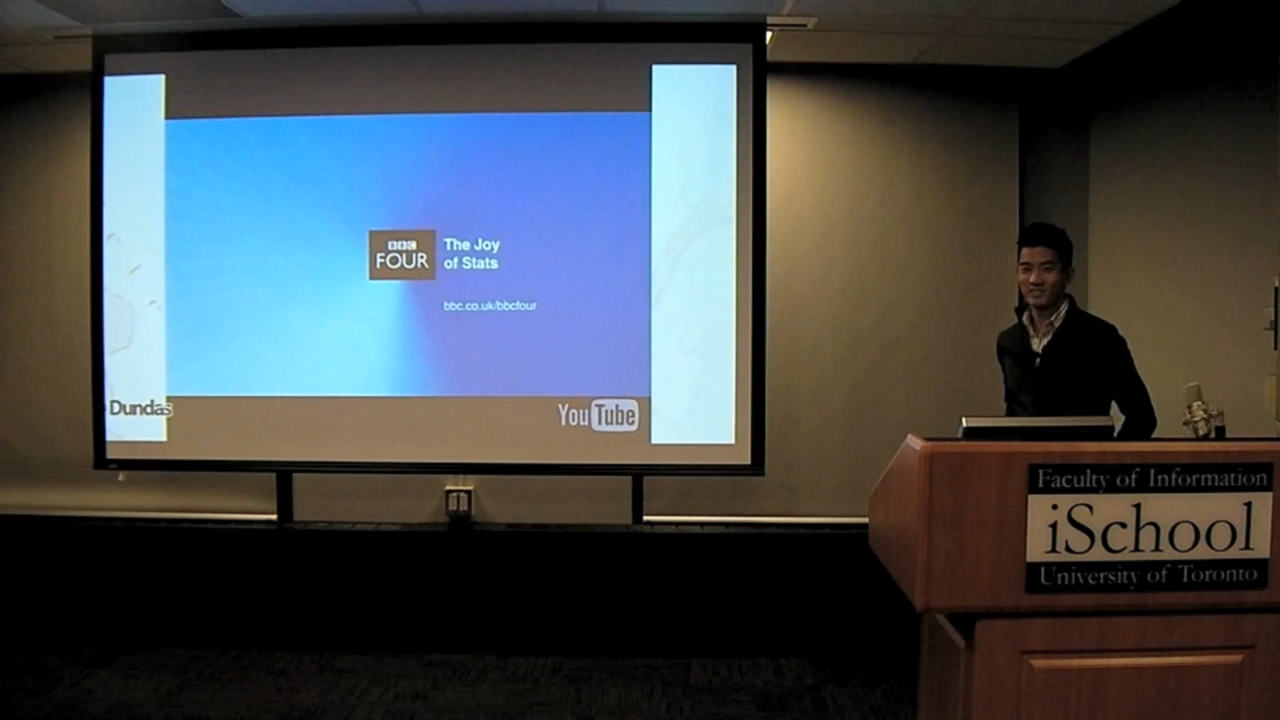 BBC
FOUR
The Joy
of Stats
bbc.co.uk/bbcfour
Dundas
YouTube
Faculty of Information
iSchool
University of Toronto